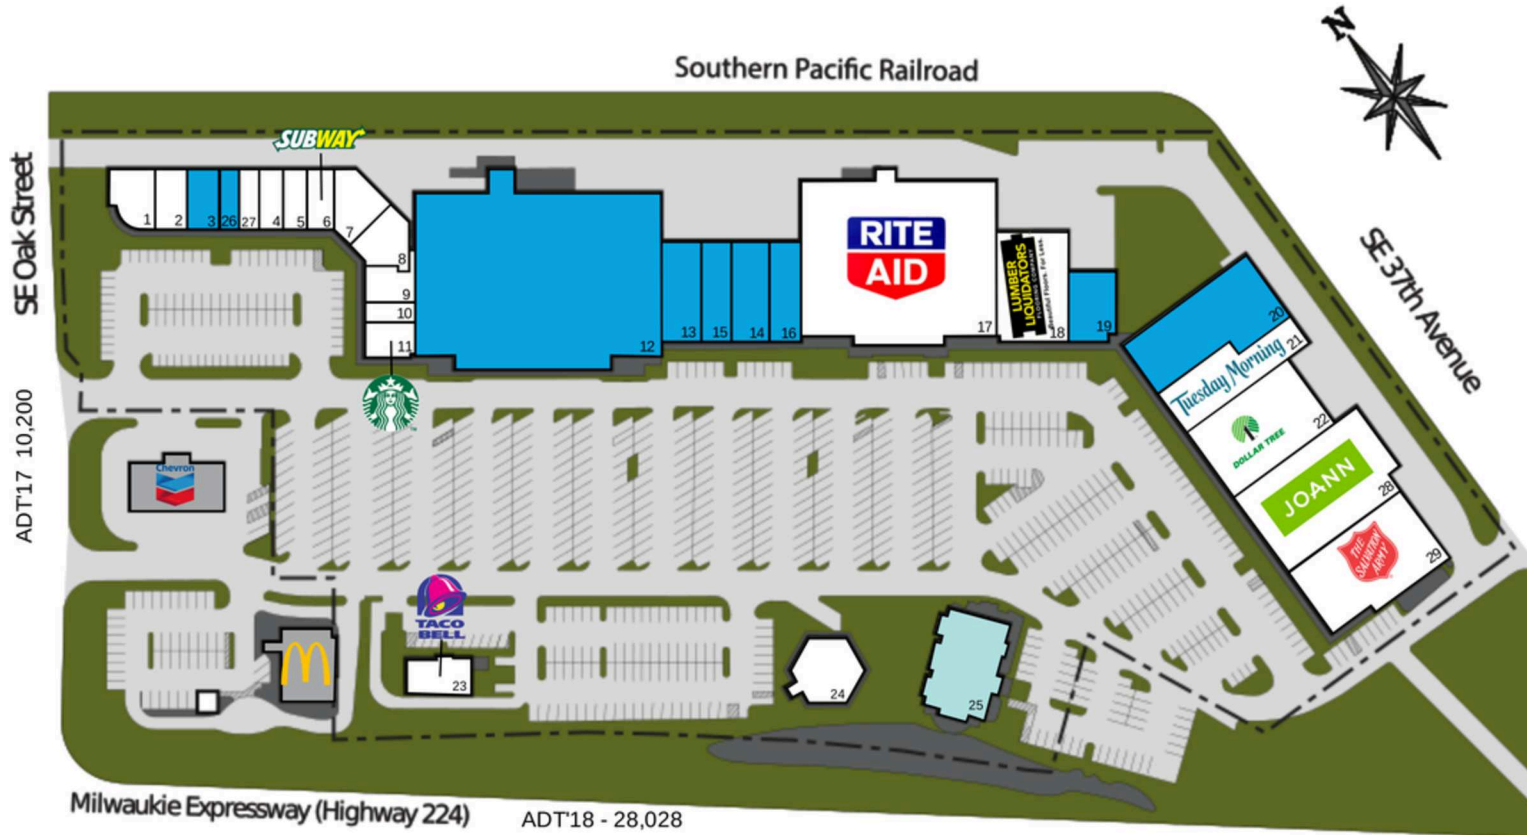 N
Southern Pacific Railroad
SE Oak Street
SUBWAY
1 2 3 26 27 4 5 6 7
8
9
10
11
12
13 15 14 16
RITE
AID
17
LUMBER
LIQUIDATORS
18
19
20
21
Tuesday Morning
22
DOLLAR TREE
JOANN
28
THE
SALVATION
ARMY
29
SE 37th Avenue
ADT'17 10,200
Chevron
TACO
BELL
23
24
25
Milwaukie Expressway (Highway 224)
ADT'18 - 28,028